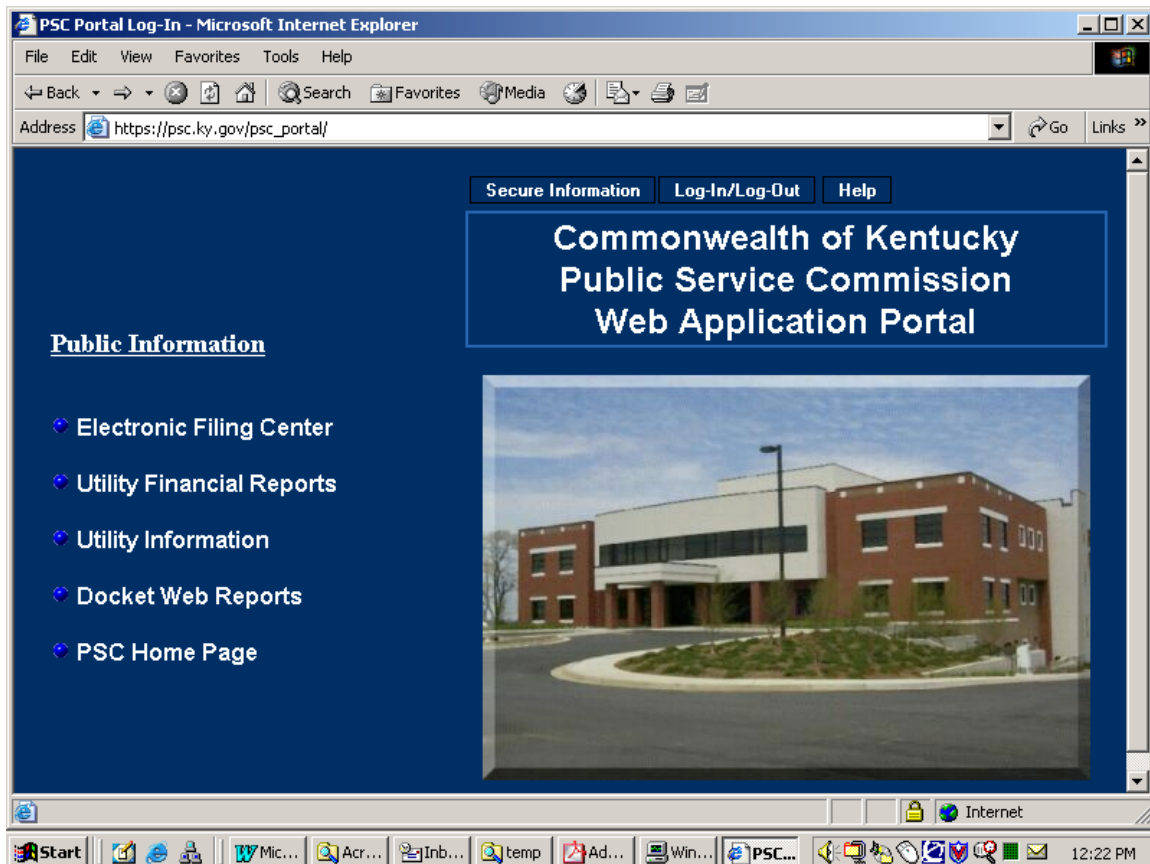 PSC Portal Log-In - Microsoft Internet Explorer
File Edit View Favorites Tools Help
Back Search Favorites Media
Address https://psc.ky.gov/psc_portal/ Go Links »
Secure Information Log-In/Log-Out Help
Commonwealth of Kentucky
Public Service Commission
Web Application Portal
Public Information
Electronic Filing Center
Utility Financial Reports
Utility Information
Docket Web Reports
PSC Home Page
Internet
Start Mic... Acr... Inb... temp Ad... Win... PSC... 12:22 PM